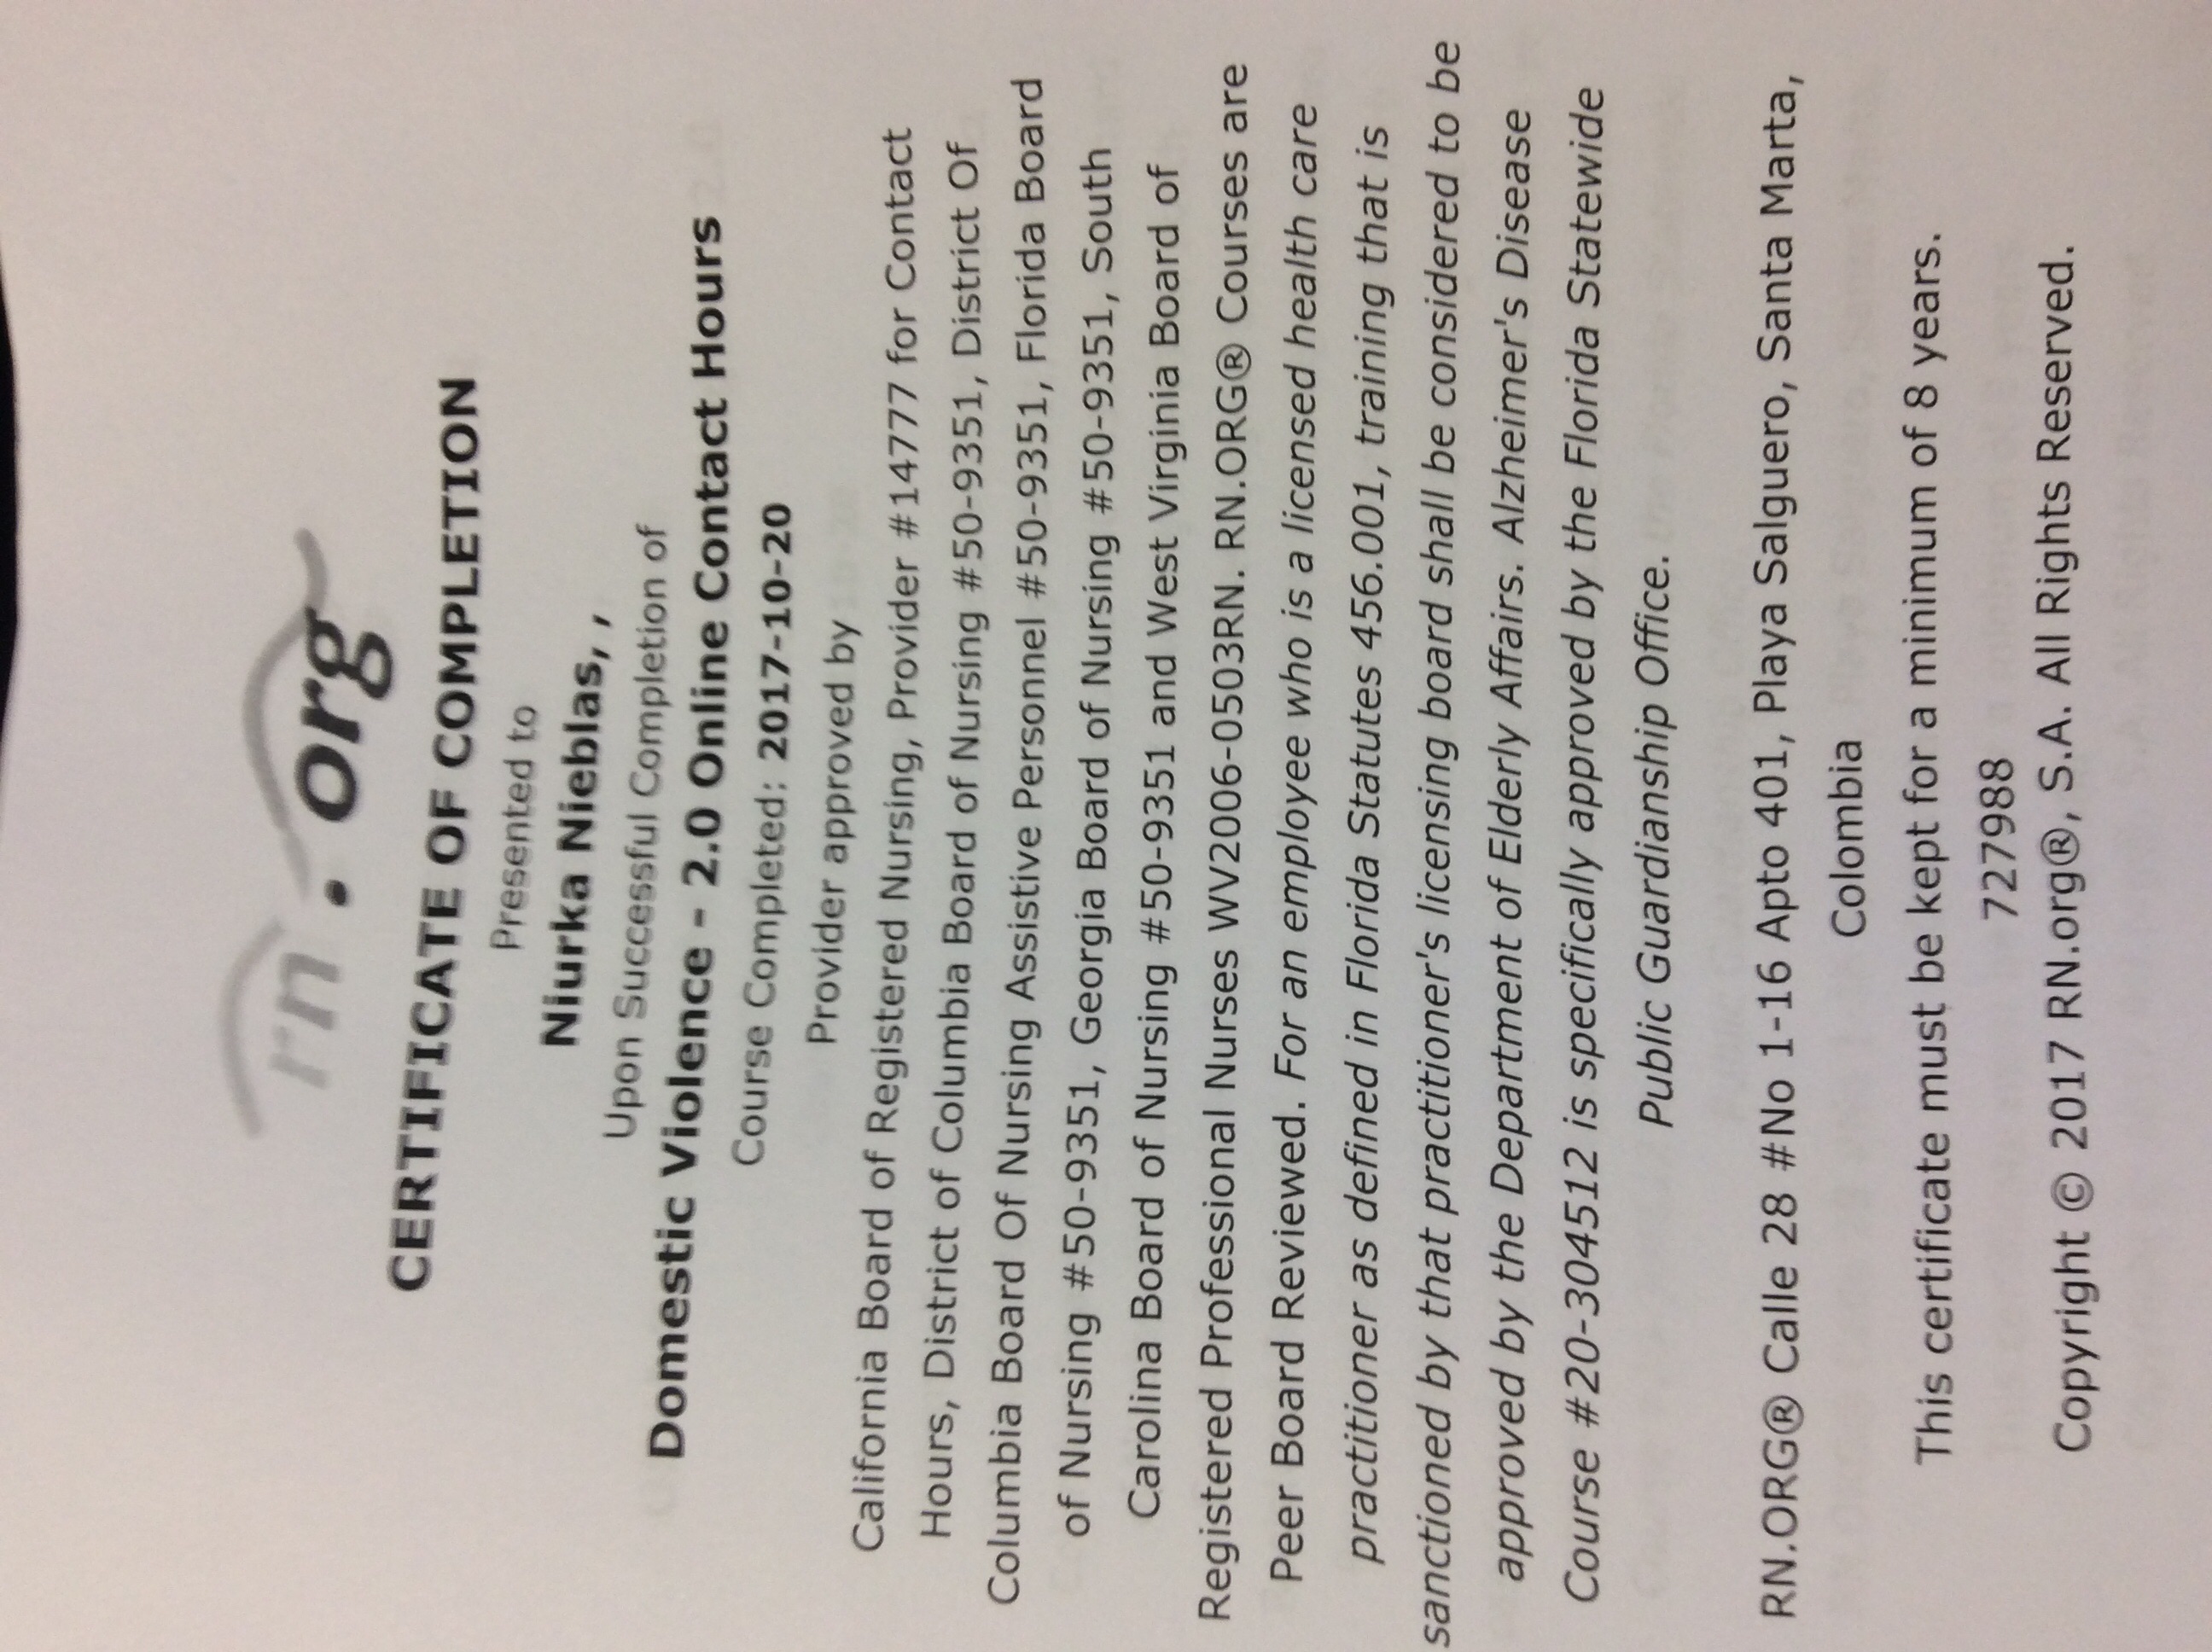 rn.org
CERTIFICATE OF COMPLETION
Presented to
Niurka Nieblas, ,
Upon Successful Completion of
Domestic Violence - 2.0 Online Contact Hours
Course Completed: 2017-10-20
Provider approved by
California Board of Registered Nursing, Provider #14777 for Contact
Hours, District of Columbia Board of Nursing #50-9351, District Of
Columbia Board Of Nursing Assistive Personnel #50-9351, Florida Board
of Nursing #50-9351, Georgia Board of Nursing #50-9351, South
Carolina Board of Nursing #50-9351 and West Virginia Board of
Registered Professional Nurses WV2006-0503RN. RN.ORG® Courses are
Peer Board Reviewed. For an employee who is a licensed health care
practitioner as defined in Florida Statutes 456.001, training that is
sanctioned by that practitioner's licensing board shall be considered to be
approved by the Department of Elderly Affairs. Alzheimer's Disease
Course #20-304512 is specifically approved by the Florida Statewide
Public Guardianship Office.
RN.ORG® Calle 28 #No 1-16 Apto 401, Playa Salguero, Santa Marta,
Colombia
This certificate must be kept for a minimum of 8 years.
727988
Copyright © 2017 RN.org®, S.A. All Rights Reserved.